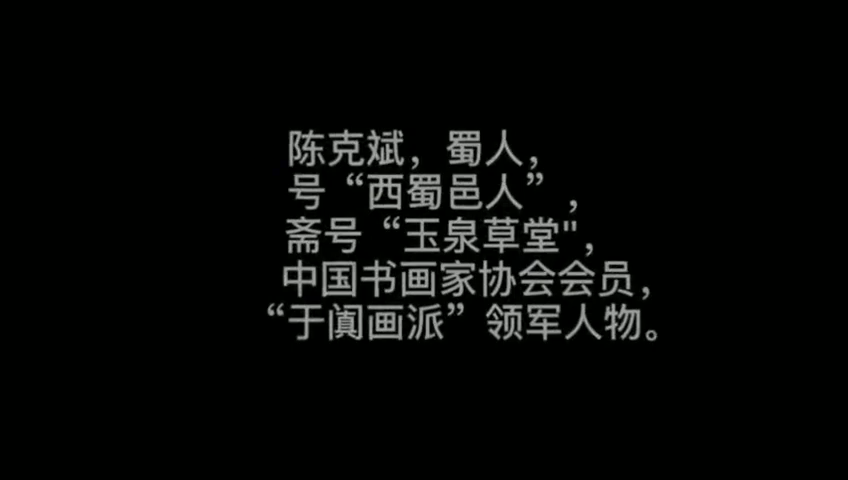 陈克斌，蜀人，
号“西蜀邑人”，
斋号“玉泉草堂"，
中国书画家协会会员，
“于阗画派”领军人物。